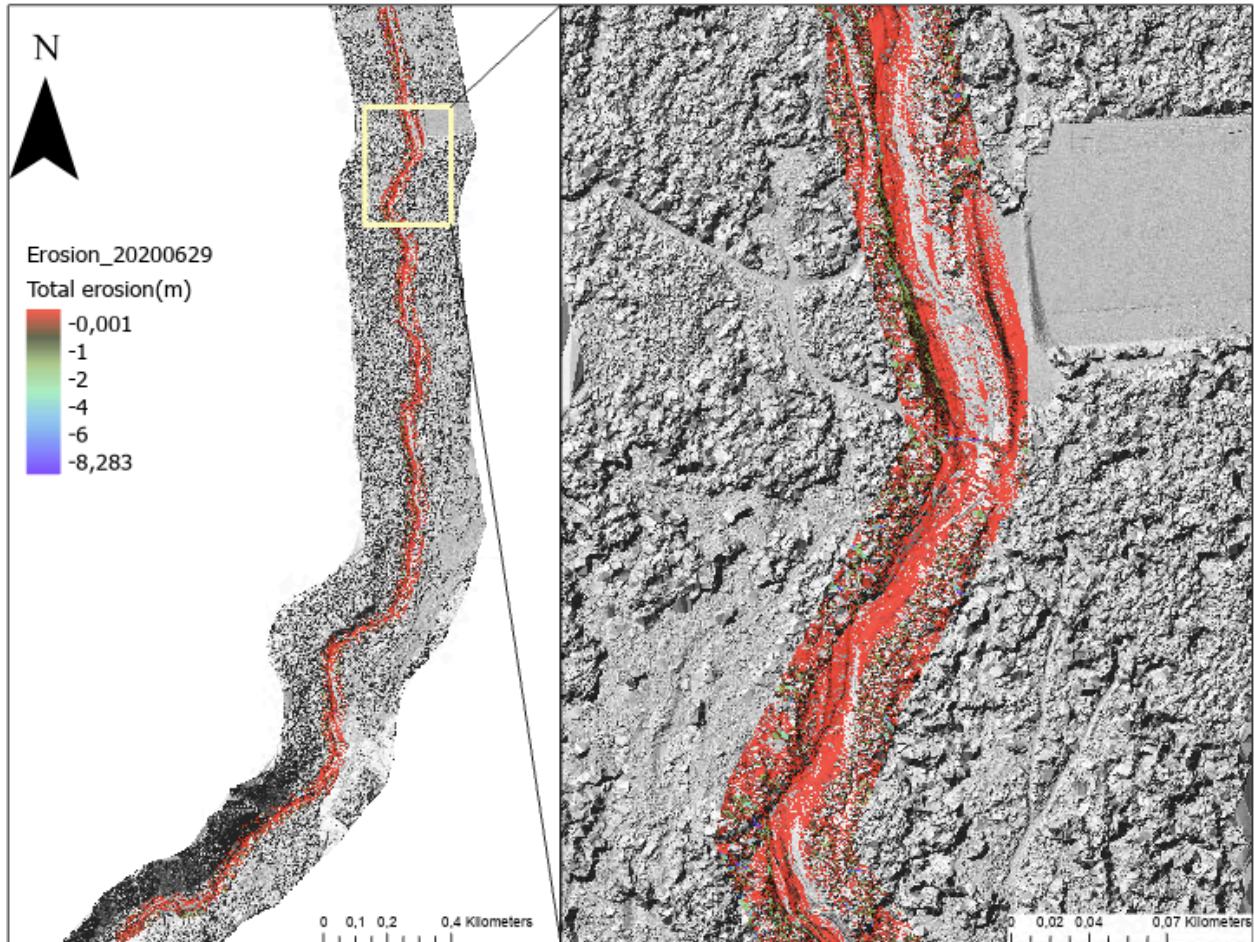 N
Erosion_20200629
Total erosion(m)
-0,001
-1
-2
-4
-6
-8,283
0 0,1 0,2 0,4 Kilometers
0 0,02 0,04 0,07 Kilometers